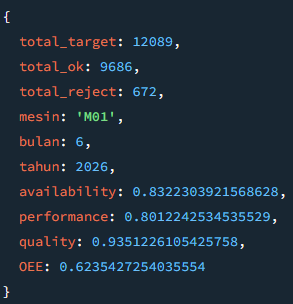 {
total_target: 12089,
total_ok: 9686,
total_reject: 672,
mesin: 'M01',
bulan: 6,
tahun: 2026,
availability: 0.8322303921568628,
performance: 0.8012242534535529,
quality: 0.9351226105425758,
OEE: 0.6235427254035554
}